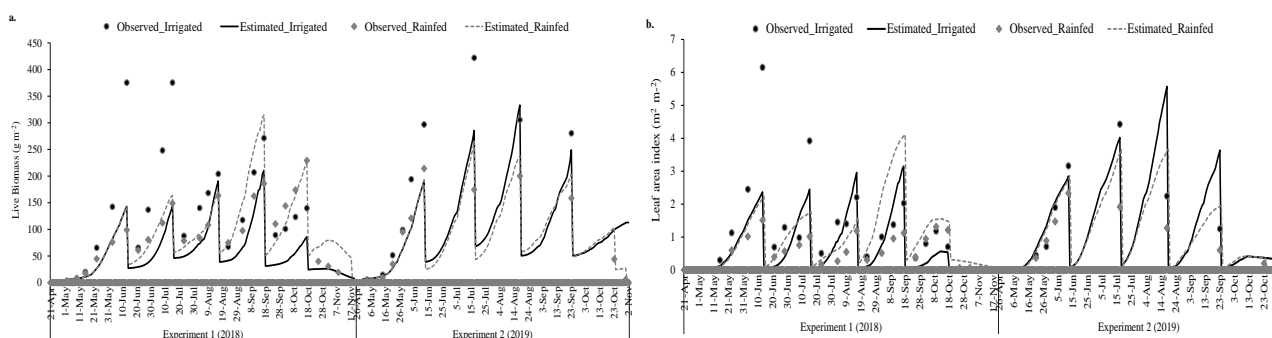 a.
● Observed_Irrigated — Estimated_Irrigated ◆ Observed_Rainfed ---- Estimated_Rainfed
Live Biomass (g m⁻²)
450
400
350
300
250
200
150
100
50
0
21-Apr
1-May
11-May
21-May
31-May
10-Jun
20-Jun
30-Jun
10-Jul
20-Jul
30-Jul
9-Aug
19-Aug
29-Aug
8-Sep
18-Sep
28-Sep
8-Oct
18-Oct
28-Oct
7-Nov
17-Nov
26-Apr
6-May
16-May
26-May
5-Jun
15-Jun
25-Jun
5-Jul
15-Jul
25-Jul
4-Aug
14-Aug
24-Aug
3-Sep
13-Sep
23-Sep
3-Oct
13-Oct
23-Oct
2-Nov
Experiment 1 (2018)
Experiment 2 (2019)
b.
● Observed_Irrigated — Estimated_Irrigated ◆ Observed_Rainfed ---- Estimated_Rainfed
Leaf area index (m² m⁻²)
7
6
5
4
3
2
1
0
21-Apr
1-May
11-May
21-May
31-May
10-Jun
20-Jun
30-Jun
10-Jul
20-Jul
30-Jul
9-Aug
19-Aug
29-Aug
8-Sep
18-Sep
28-Sep
8-Oct
18-Oct
28-Oct
7-Nov
17-Nov
26-Apr
6-May
16-May
26-May
5-Jun
15-Jun
25-Jun
5-Jul
15-Jul
25-Jul
4-Aug
14-Aug
24-Aug
3-Sep
13-Sep
23-Sep
3-Oct
13-Oct
23-Oct
Experiment 1 (2018)
Experiment 2 (2019)